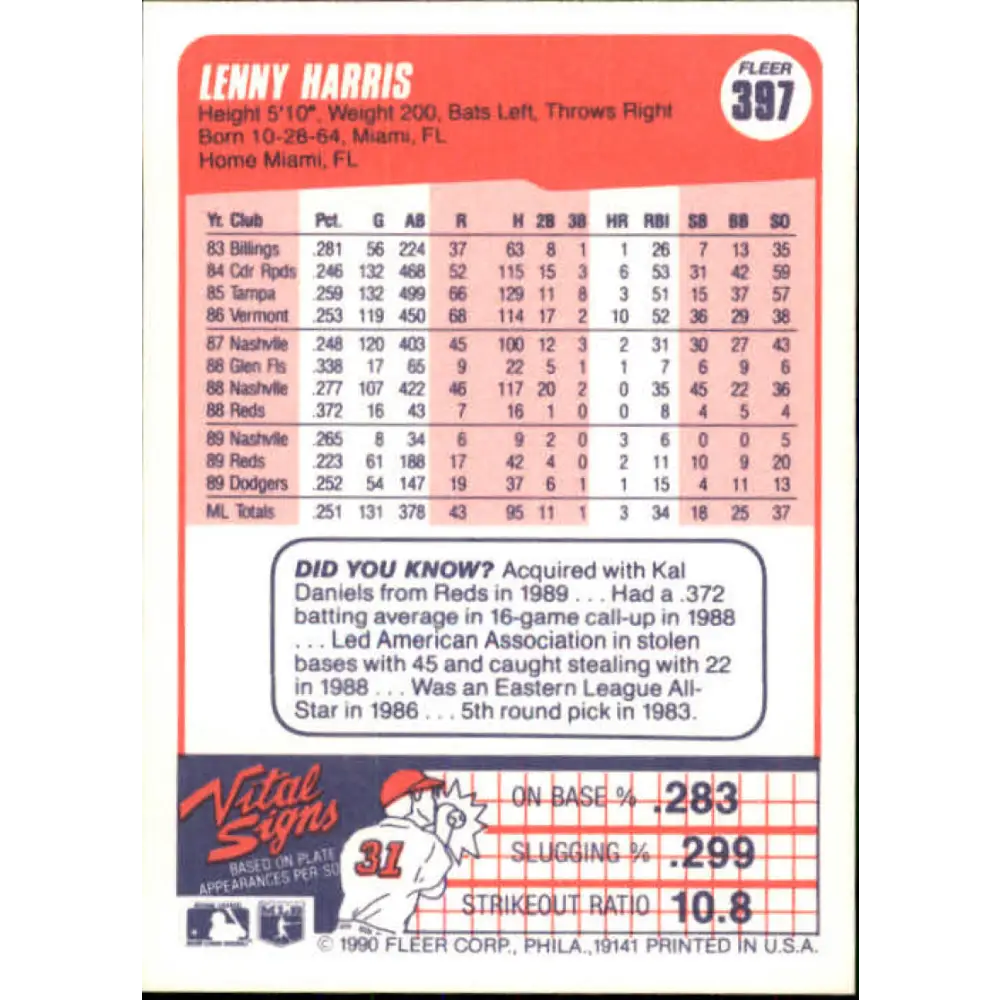 LENNY HARRIS
FLEER
397
Height 5'10", Weight 200, Bats Left, Throws Right
Born 10-28-64, Miami, FL
Home Miami, FL
Yr. Club Pct. G AB R H 2B 3B HR RBI SB BB SO
83 Billings .281 56 224 37 63 8 1 1 26 7 13 35
84 Cdr Rpds .246 132 468 52 115 15 3 6 53 31 42 59
85 Tampa .259 132 499 66 129 11 8 3 51 15 37 57
86 Vermont .253 119 450 68 114 17 2 10 52 36 29 38
87 Nashvlle .248 120 403 45 100 12 3 2 31 30 27 43
88 Glen Fls .338 17 65 9 22 5 1 1 7 6 9 6
88 Nashvlle .277 107 422 46 117 20 2 0 35 45 22 36
88 Reds .372 16 43 7 16 1 0 0 8 4 5 4
89 Nashvlle .265 8 34 6 9 2 0 3 6 0 0 5
89 Reds .223 61 188 17 42 4 0 2 11 10 9 20
89 Dodgers .252 54 147 19 37 6 1 1 15 4 11 13
ML Totals .251 131 378 43 95 11 1 3 34 18 25 37
DID YOU KNOW? Acquired with Kal
Daniels from Reds in 1989 . . . Had a .372
batting average in 16-game call-up in 1988
. . . Led American Association in stolen
bases with 45 and caught stealing with 22
in 1988 . . . Was an Eastern League All-
Star in 1986 . . . 5th round pick in 1983.
Vital
Signs
BASED ON PLATE
APPEARANCES PER SO
31
ON BASE % .283
SLUGGING % .299
STRIKEOUT RATIO 10.8
MLB
© 1990 FLEER CORP., PHILA., 19141 PRINTED IN U.S.A.